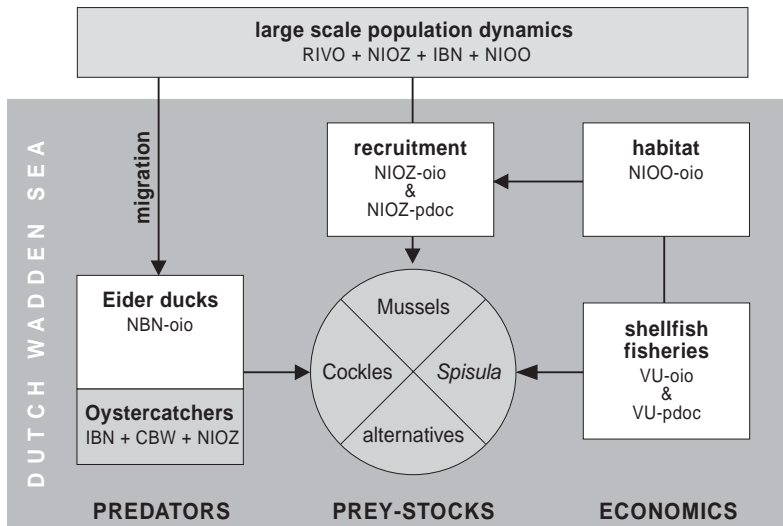 large scale population dynamics
RIVO + NIOZ + IBN + NIOO
DUTCH WADDEN SEA
migration
recruitment
NIOZ-oio
&
NIOZ-pdoc
habitat
NIOO-oio
Eider ducks
NBN-oio
Oystercatchers
IBN + CBW + NIOZ
Mussels
Cockles
Spisula
alternatives
shellfish
fisheries
VU-oio
&
VU-pdoc
PREDATORS
PREY-STOCKS
ECONOMICS